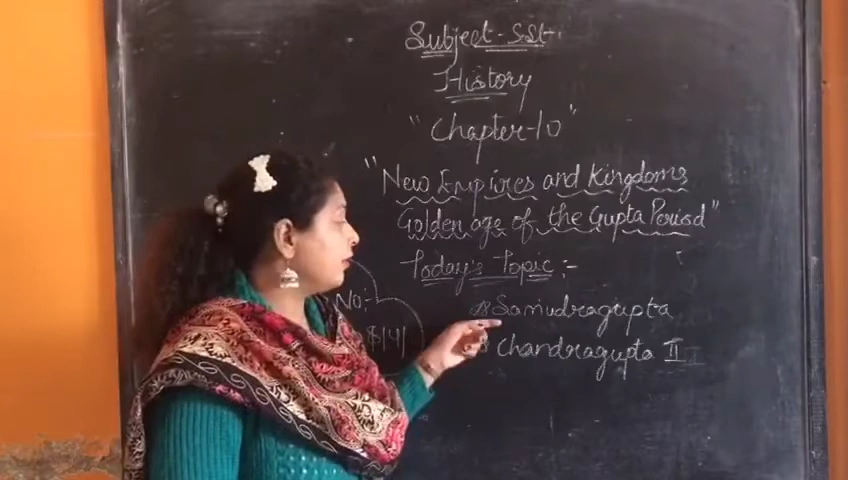 Subject-SSt.
History
"Chapter-10"
"New Empires and Kingdoms
Golden age of the Gupta Period"
Today's Topic :-
Samudragupta
No:-
Chandragupta II